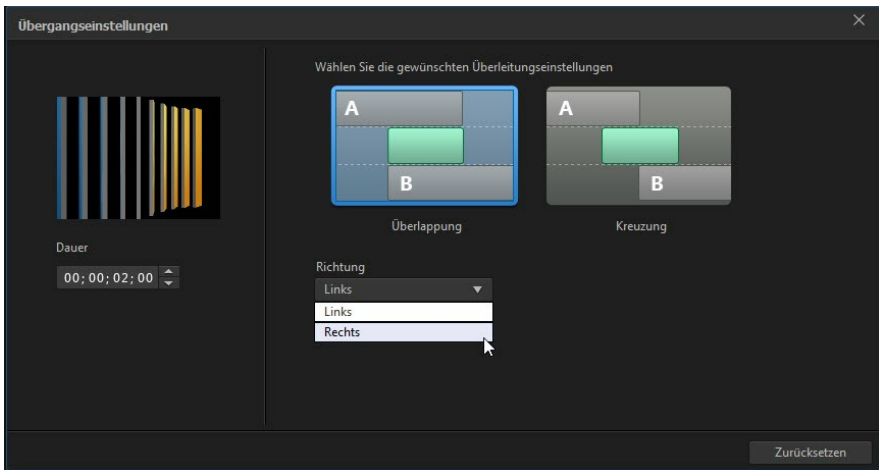 Übergangseinstellungen
Wählen Sie die gewünschten Überleitungseinstellungen
A
B
Überlappung
A
B
Kreuzung
Dauer
00; 00; 02; 00
Richtung
Links
Links
Rechts
Zurücksetzen